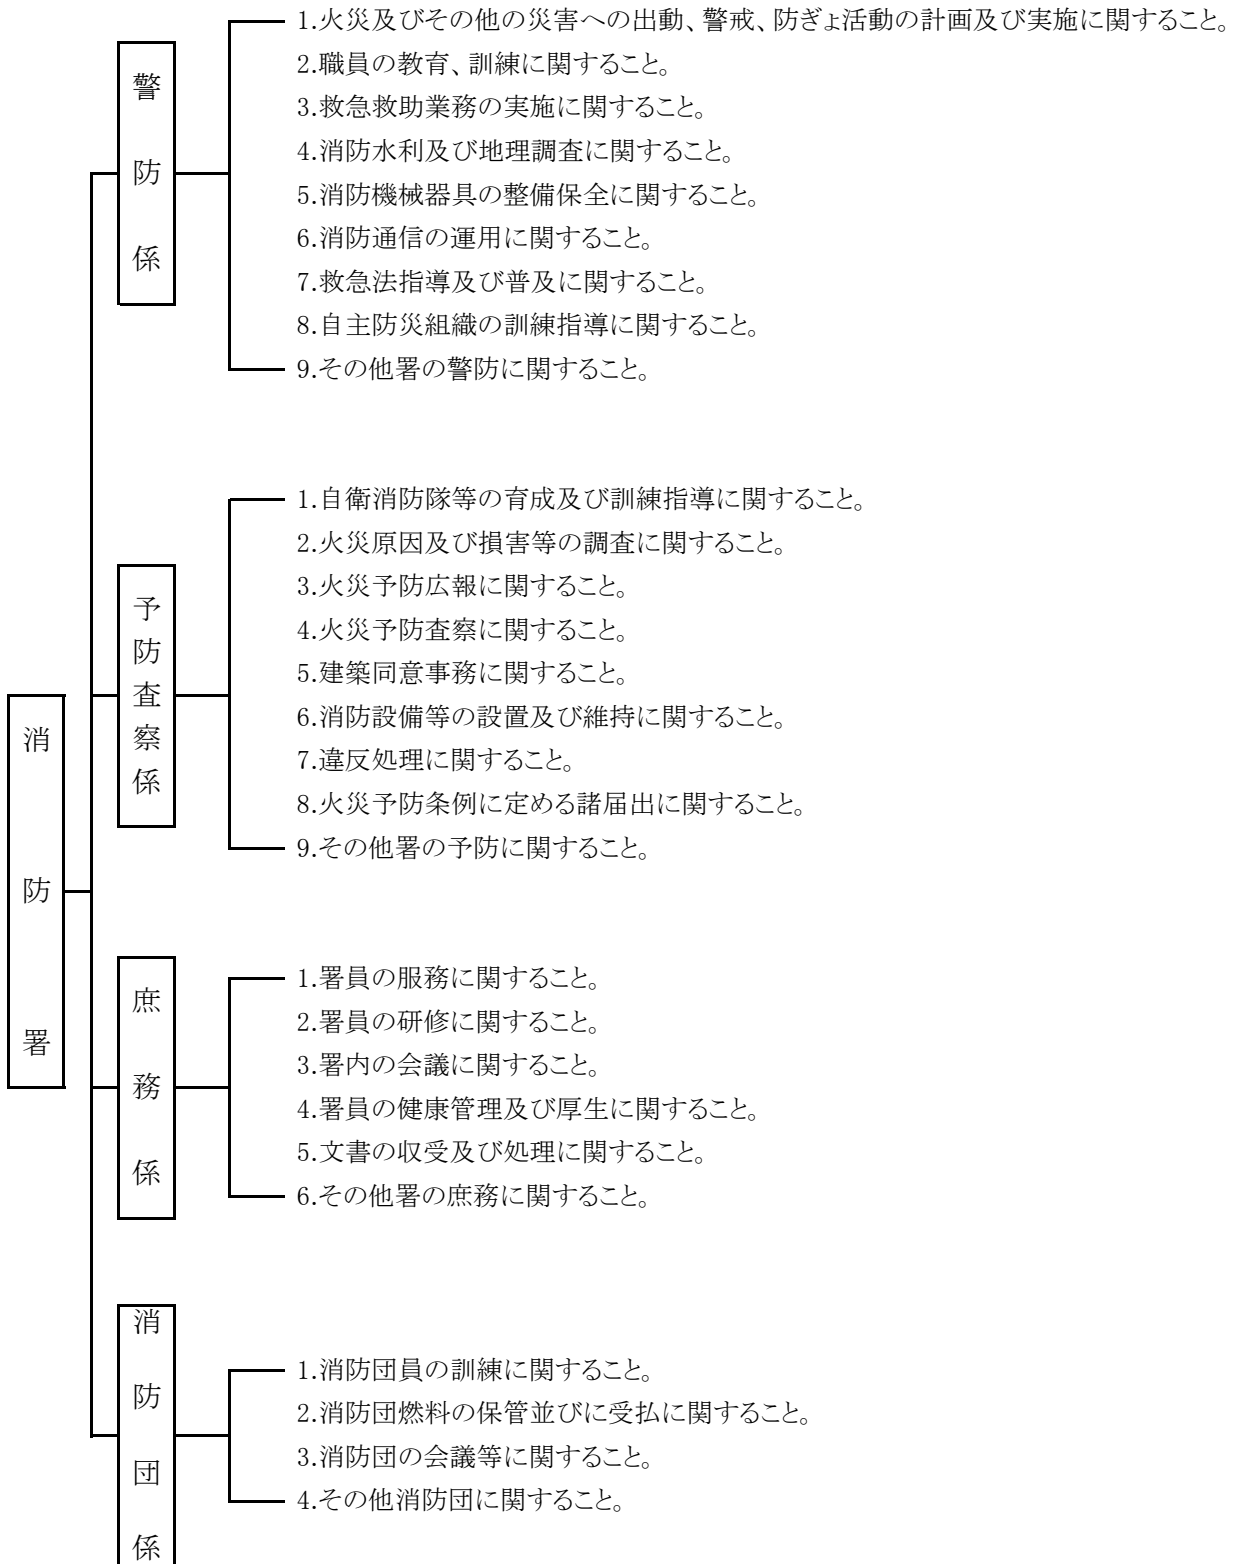 消防署
警防係
1.火災及びその他の災害への出動、警戒、防ぎょ活動の計画及び実施に関すること。
2.職員の教育、訓練に関すること。
3.救急救助業務の実施に関すること。
4.消防水利及び地理調査に関すること。
5.消防機械器具の整備保全に関すること。
6.消防通信の運用に関すること。
7.救急法指導及び普及に関すること。
8.自主防災組織の訓練指導に関すること。
9.その他署の警防に関すること。
予防査察係
1.自衛消防隊等の育成及び訓練指導に関すること。
2.火災原因及び損害等の調査に関すること。
3.火災予防広報に関すること。
4.火災予防査察に関すること。
5.建築同意事務に関すること。
6.消防設備等の設置及び維持に関すること。
7.違反処理に関すること。
8.火災予防条例に定める諸届出に関すること。
9.その他署の予防に関すること。
庶務係
1.署員の服務に関すること。
2.署員の研修に関すること。
3.署内の会議に関すること。
4.署員の健康管理及び厚生に関すること。
5.文書の収受及び処理に関すること。
6.その他署の庶務に関すること。
消防団係
1.消防団員の訓練に関すること。
2.消防団燃料の保管並びに受払に関すること。
3.消防団の会議等に関すること。
4.その他消防団に関すること。